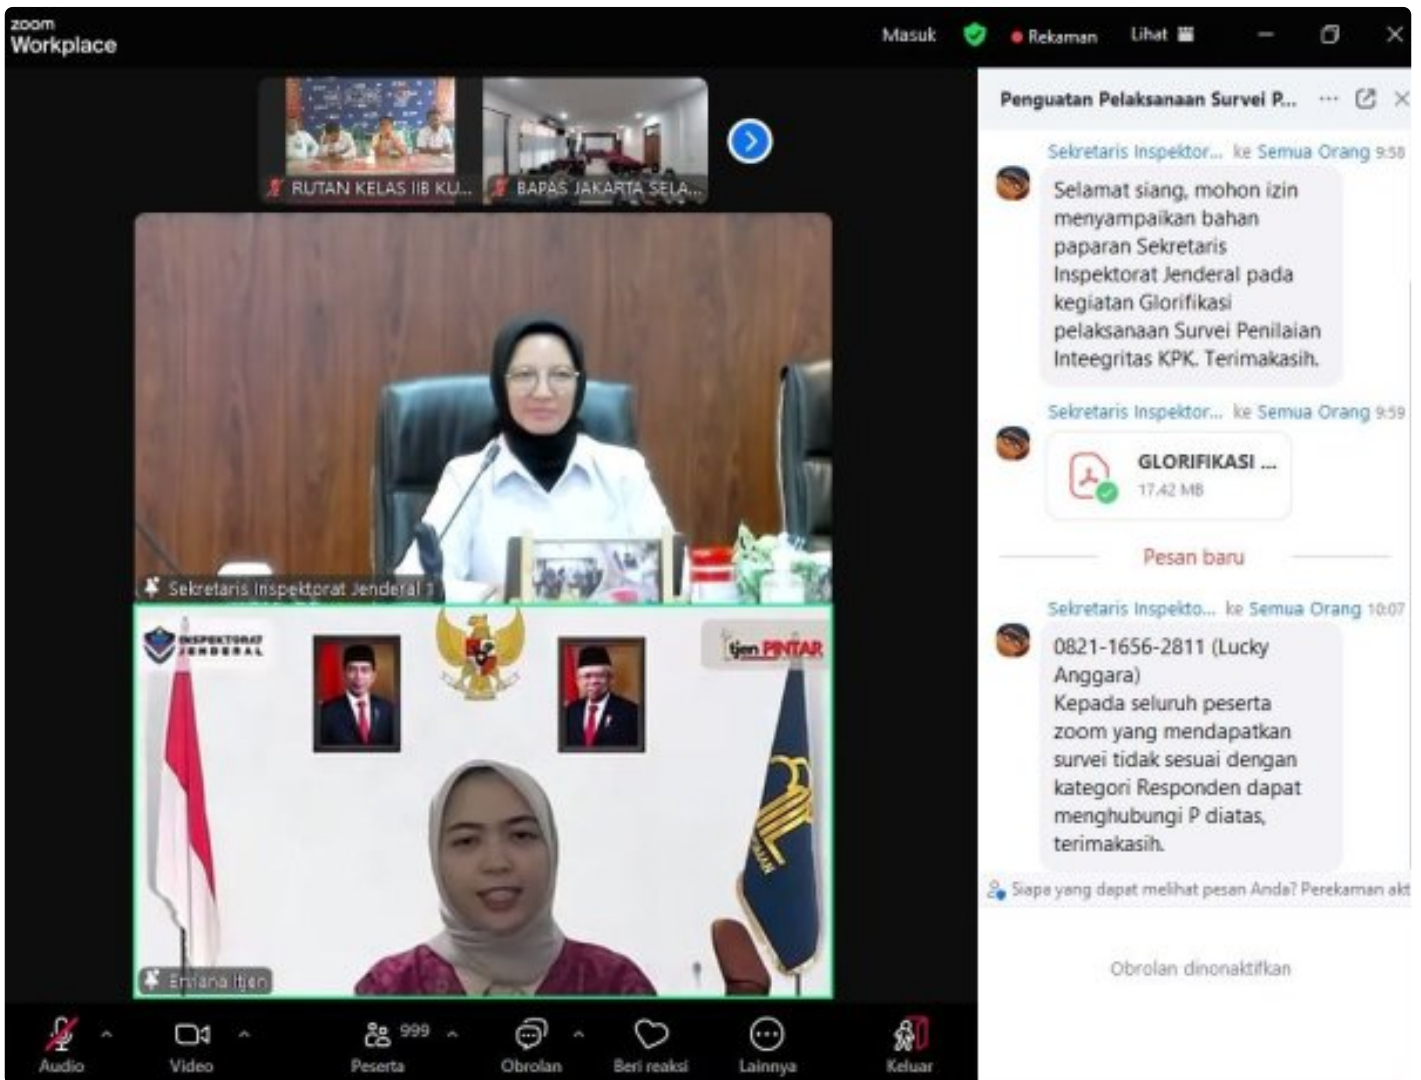 zoom
Workplace
Masuk
Rekaman
Lihat
RUTAN KELAS IIB KU...
BAPAS JAKARTA SELA...
Sekretaris Inspektorat Jenderal 1
INSPEKTORAT
JENDERAL
Itjen PINTAR
Itjen
Audio
Video
Peserta
999
Obrolan
Beri reaksi
Lainnya
Keluar
Penguatan Pelaksanaan Survei P...
Sekretaris Inspektor... ke Semua Orang 9:58
Selamat siang, mohon izin
menyampaikan bahan
paparan Sekretaris
Inspektorat Jenderal pada
kegiatan Glorifikasi
pelaksanaan Survei Penilaian
Inteegritas KPK. Terimakasih.
Sekretaris Inspektor... ke Semua Orang 9:59
GLORIFIKASI ...
17.42 MB
Pesan baru
Sekretaris Inspekto... ke Semua Orang 10:07
0821-1656-2811 (Lucky
Anggara)
Kepada seluruh peserta
zoom yang mendapatkan
survei tidak sesuai dengan
kategori Responden dapat
menghubungi P diatas,
terimakasih.
Siapa yang dapat melihat pesan Anda? Perekaman akt
Obrolan dinonaktifkan